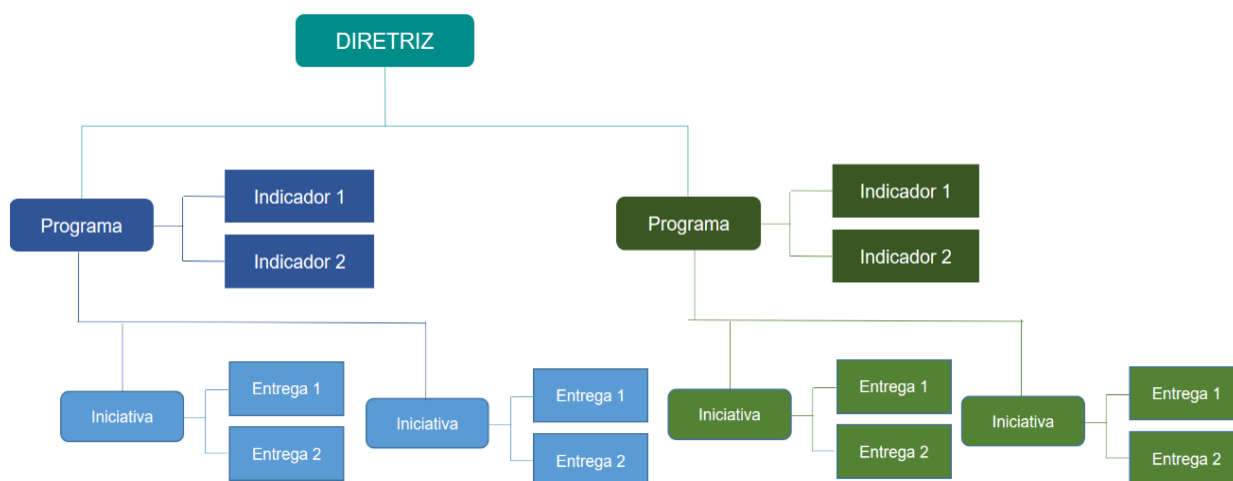 DIRETRIZ
Programa
Indicador 1
Indicador 2
Programa
Indicador 1
Indicador 2
Iniciativa
Entrega 1
Entrega 2
Iniciativa
Entrega 1
Entrega 2
Iniciativa
Entrega 1
Entrega 2
Iniciativa
Entrega 1
Entrega 2